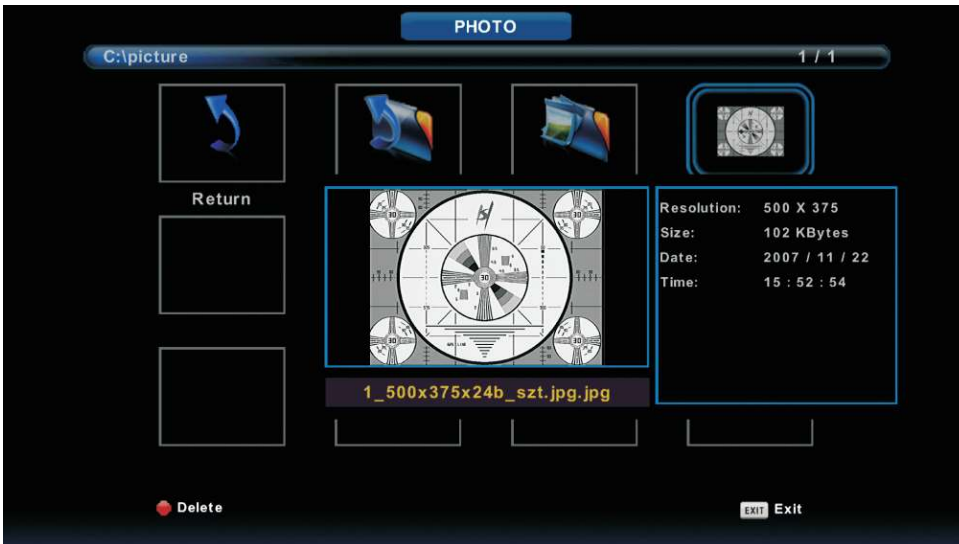 PHOTO
C:\picture 1 / 1
Return
Resolution: 500 X 375
Size: 102 KBytes
Date: 2007 / 11 / 22
Time: 15 : 52 : 54
1_500x375x24b_szt.jpg.jpg
Delete
EXIT Exit